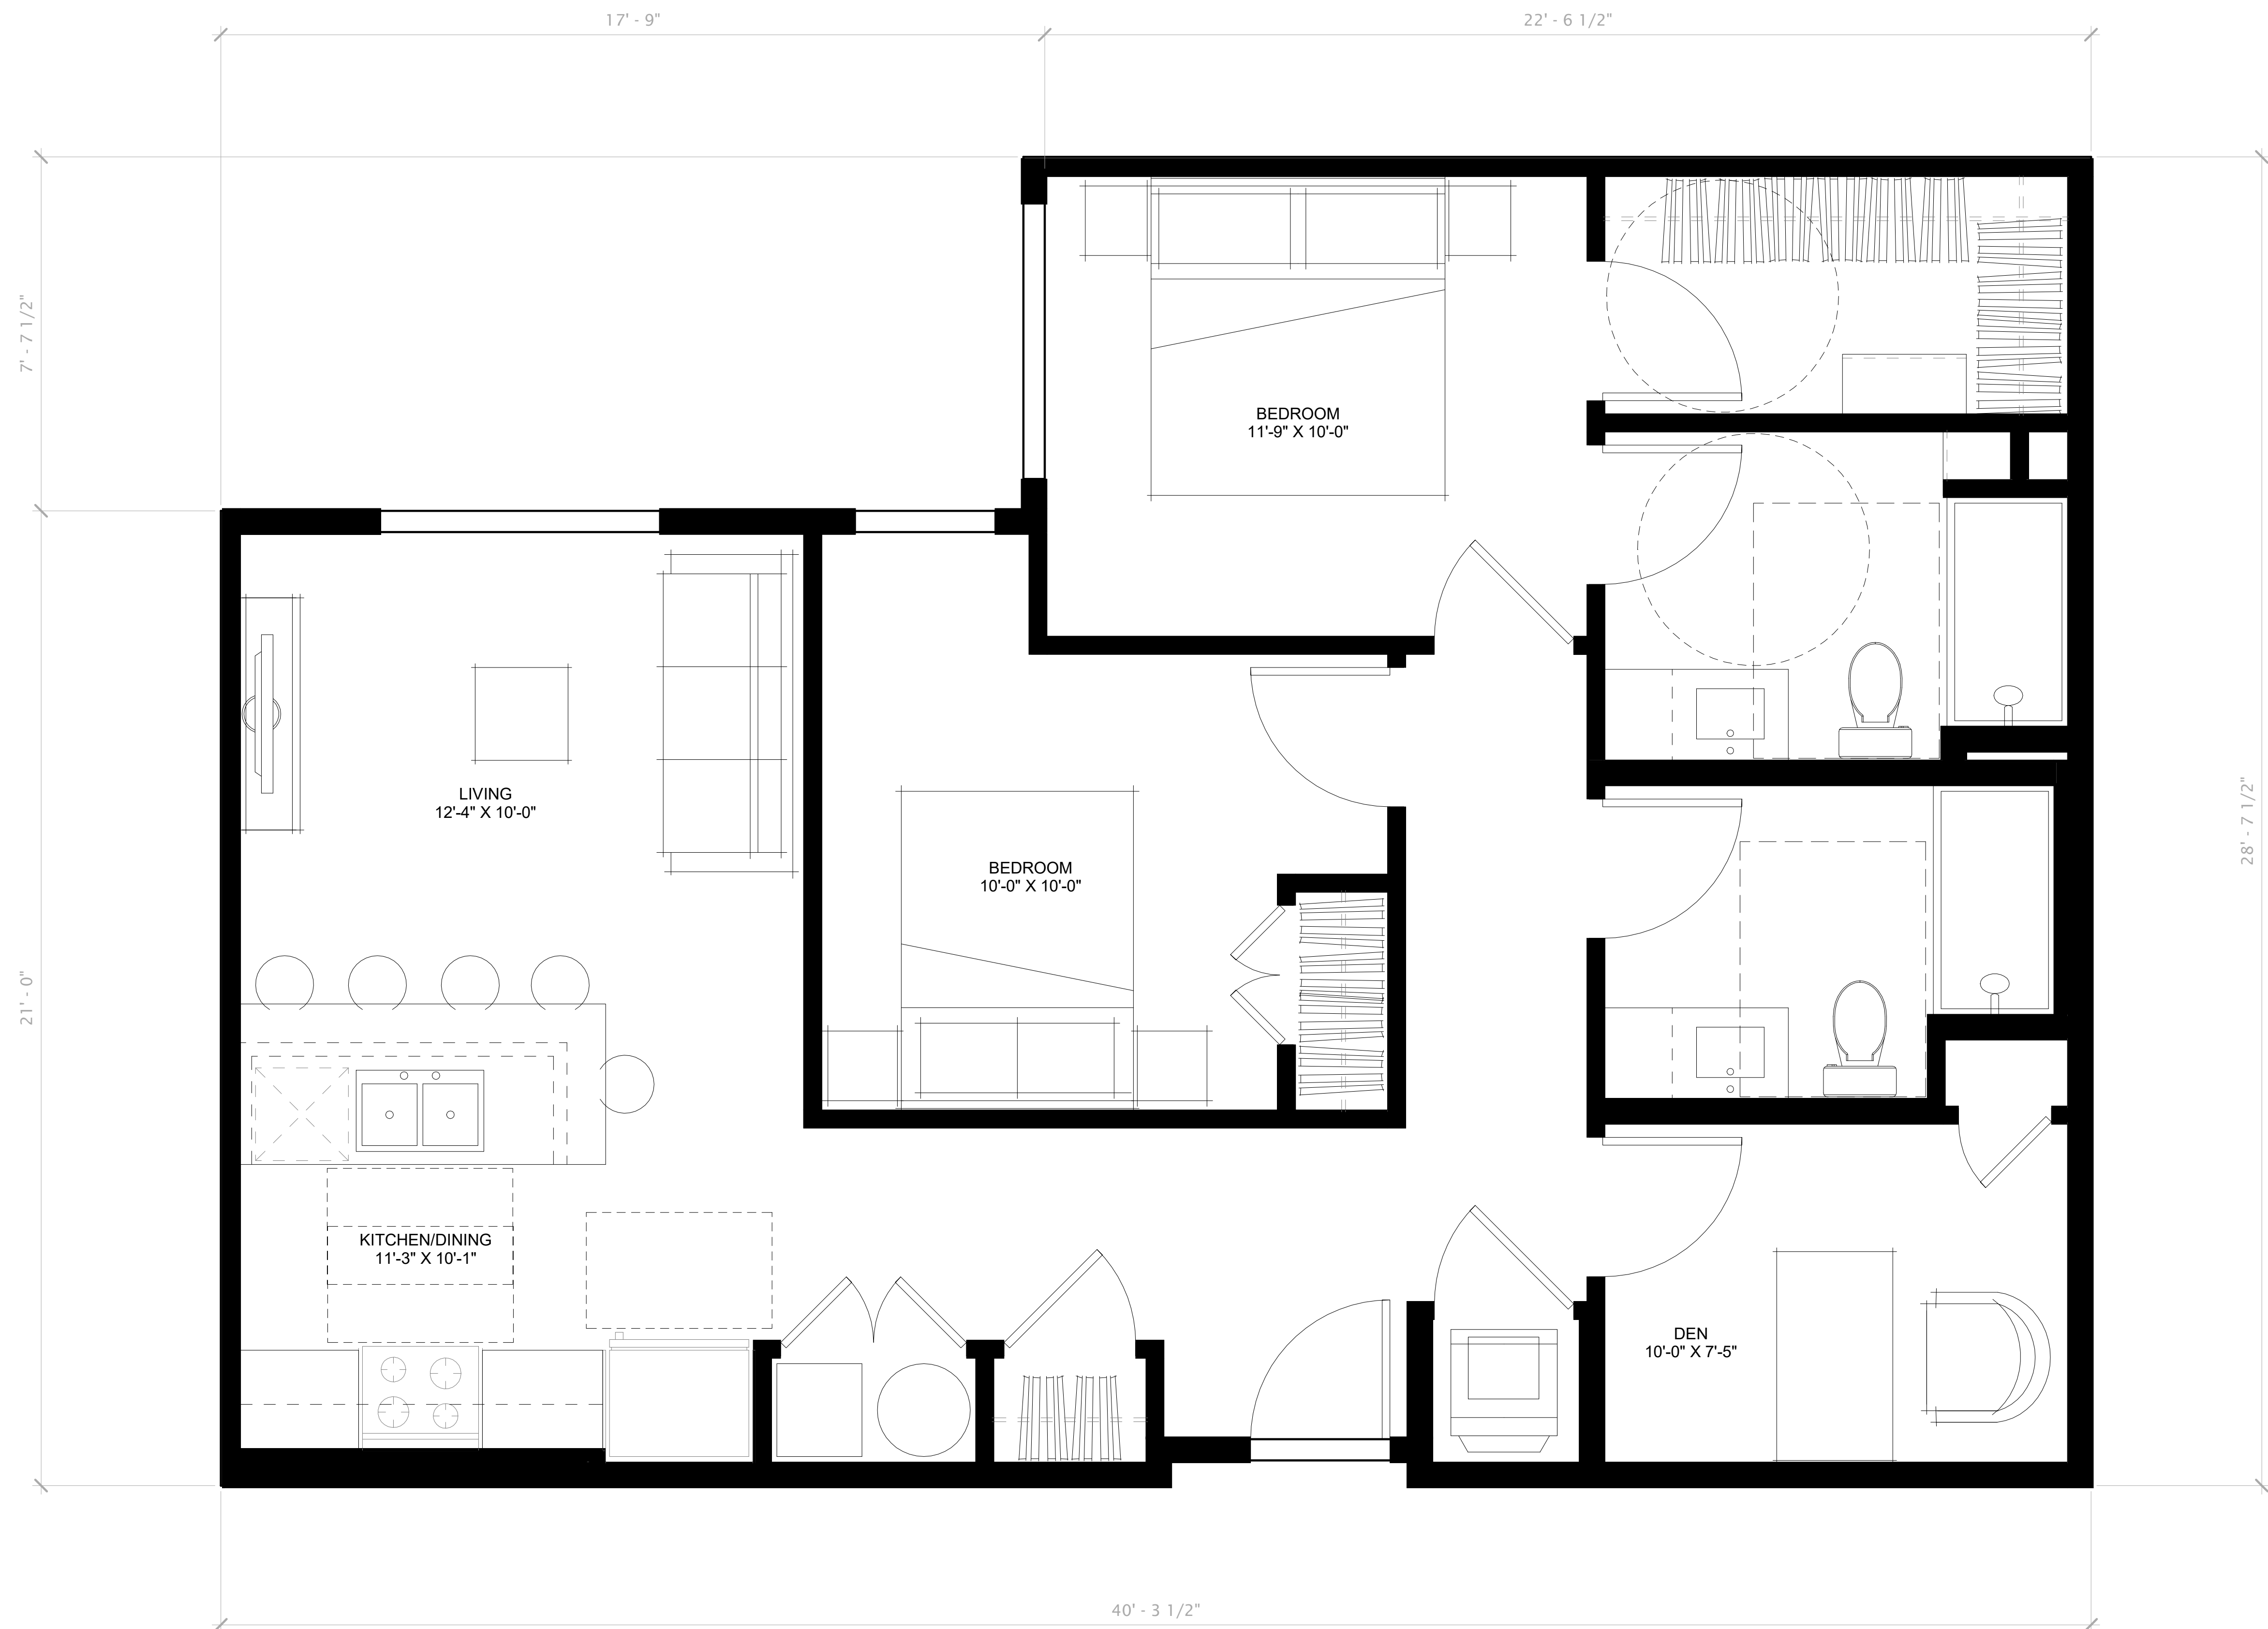 17' - 9"
22' - 6 1/2"
7' - 7 1/2"
BEDROOM
11'-9" X 10'-0"
LIVING
12'-4" X 10'-0"
28' - 7 1/2"
BEDROOM
10'-0" X 10'-0"
21' - 0"
KITCHEN/DINING
11'-3" X 10'-1"
DEN
10'-0" X 7'-5"
40' - 3 1/2"